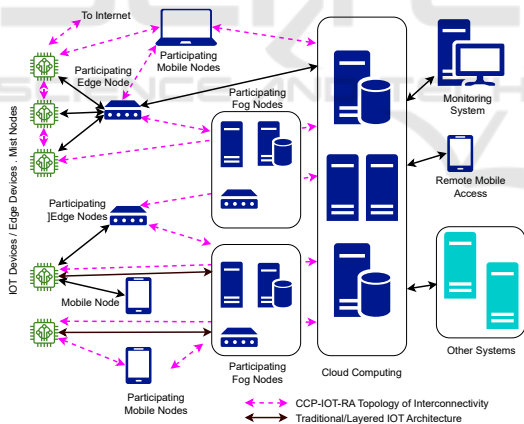 To Internet
Participating
Mobile Nodes
Participating
Edge Node
Participating
Fog Nodes
Monitoring
System
IOT Devices / Edge Devices , Mist Nodes
Remote Mobile
Access
Participating
]Edge Nodes
Mobile Node
Other Systems
Participating
Fog Nodes
Cloud Computing
Participating
Mobile Nodes
CCP-IOT-RA Topology of Interconnectivity
Traditional/Layered IOT Architecture